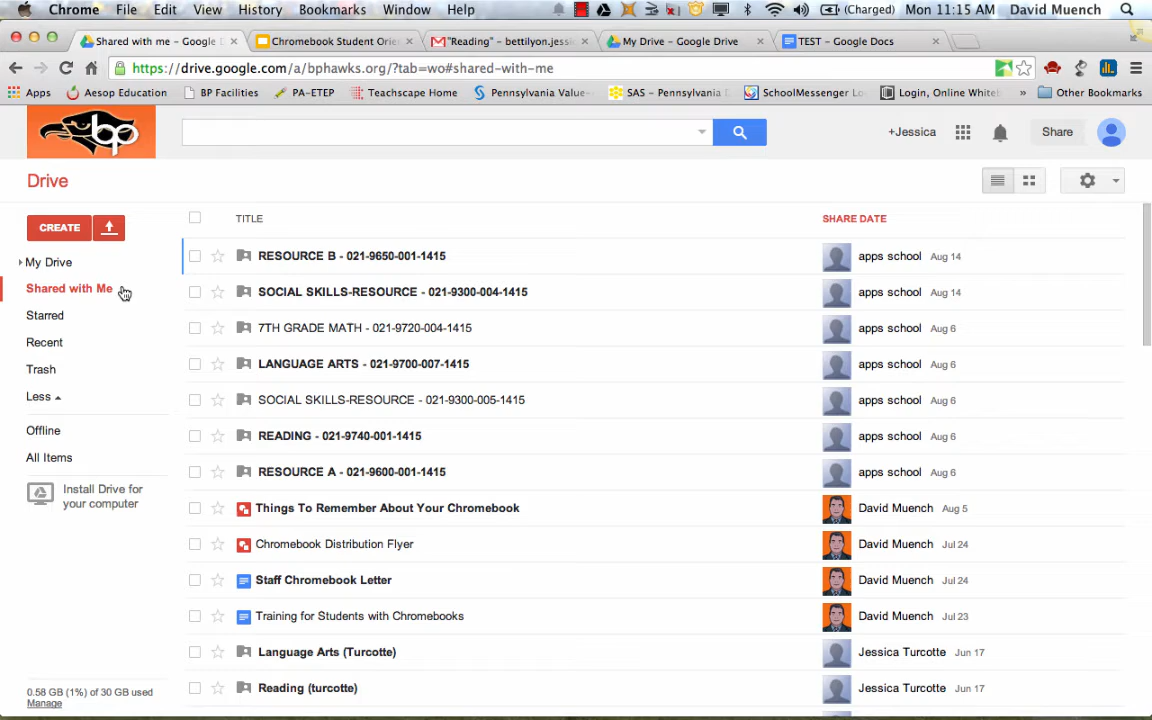 Chrome File Edit View History Bookmarks Window Help (Charged) Mon 11:15 AM David Muench
Shared with me – Google D Chromebook Student Orie "Reading" – bettilyon.jess My Drive – Google Drive TEST – Google Docs
https://drive.google.com/a/bphawks.org/?tab=wo#shared-with-me
Apps Aesop Education BP Facilities PA-ETEP Teachscape Home Pennsylvania Value- SAS – Pennsylvania D SchoolMessenger Lo Login, Online Whiteb » Other Bookmarks
bp
+Jessica Share
Drive
CREATE
TITLE SHARE DATE
My Drive
Shared with Me
Starred
Recent
Trash
Less
Offline
All Items
Install Drive for
your computer
0.58 GB (1%) of 30 GB used
Manage
RESOURCE B - 021-9650-001-1415 apps school Aug 14
SOCIAL SKILLS-RESOURCE - 021-9300-004-1415 apps school Aug 14
7TH GRADE MATH - 021-9720-004-1415 apps school Aug 6
LANGUAGE ARTS - 021-9700-007-1415 apps school Aug 6
SOCIAL SKILLS-RESOURCE - 021-9300-005-1415 apps school Aug 6
READING - 021-9740-001-1415 apps school Aug 6
RESOURCE A - 021-9600-001-1415 apps school Aug 6
Things To Remember About Your Chromebook David Muench Aug 5
Chromebook Distribution Flyer David Muench Jul 24
Staff Chromebook Letter David Muench Jul 24
Training for Students with Chromebooks David Muench Jul 23
Language Arts (Turcotte) Jessica Turcotte Jun 17
Reading (turcotte) Jessica Turcotte Jun 17